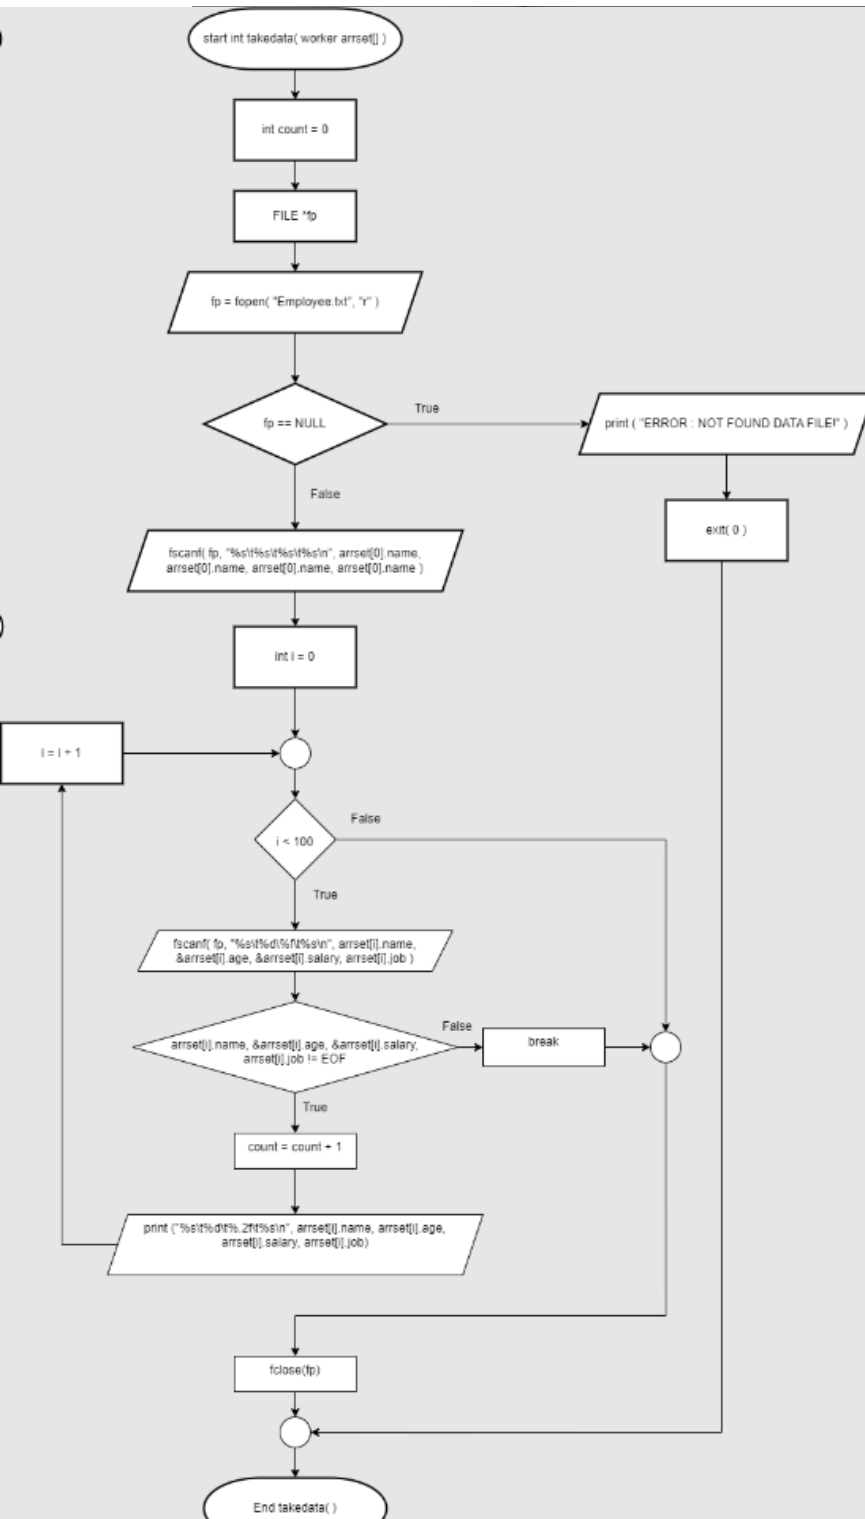 start int takedata( worker arrset[] )
int count = 0
FILE *fp
fp = fopen( "Employee.txt", "r" )
fp == NULL
True
print ( "ERROR : NOT FOUND DATA FILE!" )
exit( 0 )
False
fscanf( fp, "%s\t%s\t%s\t%s\n", arrset[0].name,
arrset[0].name, arrset[0].name, arrset[0].name )
int i = 0
i = i + 1
i < 100
False
True
fscanf( fp, "%s\t%d\%f\t%s\n", arrset[i].name,
&arrset[i].age, &arrset[i].salary, arrset[i].job )
arrset[i].name, &arrset[i].age, &arrset[i].salary,
arrset[i].job != EOF
False
break
True
count = count + 1
print ("%s\t%d\t%.2f\t%s\n", arrset[i].name, arrset[i].age,
arrset[i].salary, arrset[i].job)
fclose(fp)
End takedata( )